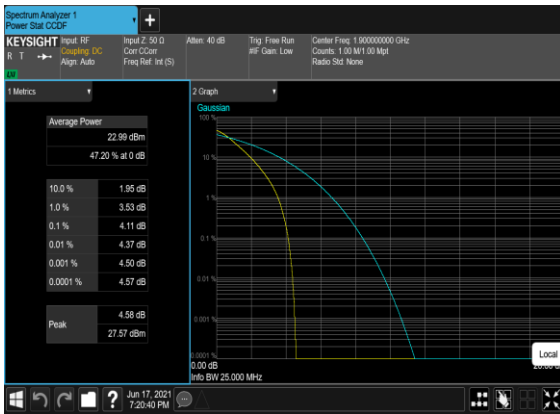 Spectrum Analyzer 1
Power Stat CCDF
KEYSIGHT
R T
Input: RF
Coupling: DC
Align: Auto
Input Z: 50 Ω
Corr CCorr
Freq Ref: Int (S)
Atten: 40 dB
Trig: Free Run
#IF Gain: Low
Center Freq: 1.900000000 GHz
Counts: 1.00 M/1.00 Mpt
Radio Std: None
1 Metrics
Average Power
22.99 dBm
47.20 % at 0 dB
10.0 % 1.95 dB
1.0 % 3.53 dB
0.1 % 4.11 dB
0.01 % 4.37 dB
0.001 % 4.50 dB
0.0001 % 4.57 dB
Peak
4.58 dB
27.57 dBm
2 Graph
Gaussian
100 %
10 %
1 %
0.1 %
0.01 %
0.001 %
0.0001 %
0.00 dB
Info BW 25.000 MHz
Local
Jun 17, 2021
7:20:40 PM